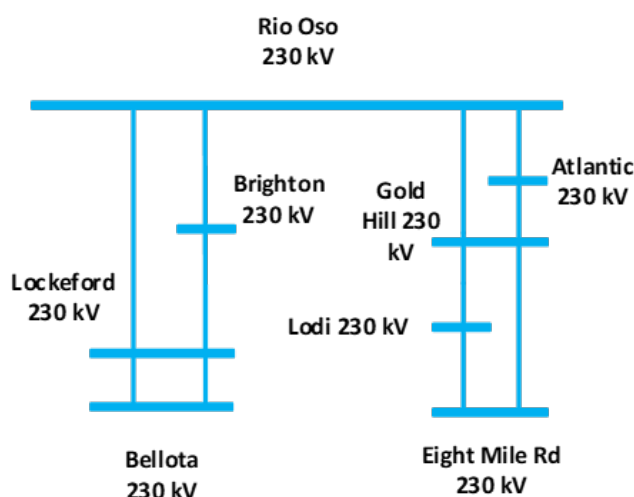 Rio Oso
230 kV
Atlantic
230 kV
Brighton
230 kV
Gold
Hill 230
kV
Lockeford
230 kV
Lodi 230 kV
Bellota
230 kV
Eight Mile Rd
230 kV